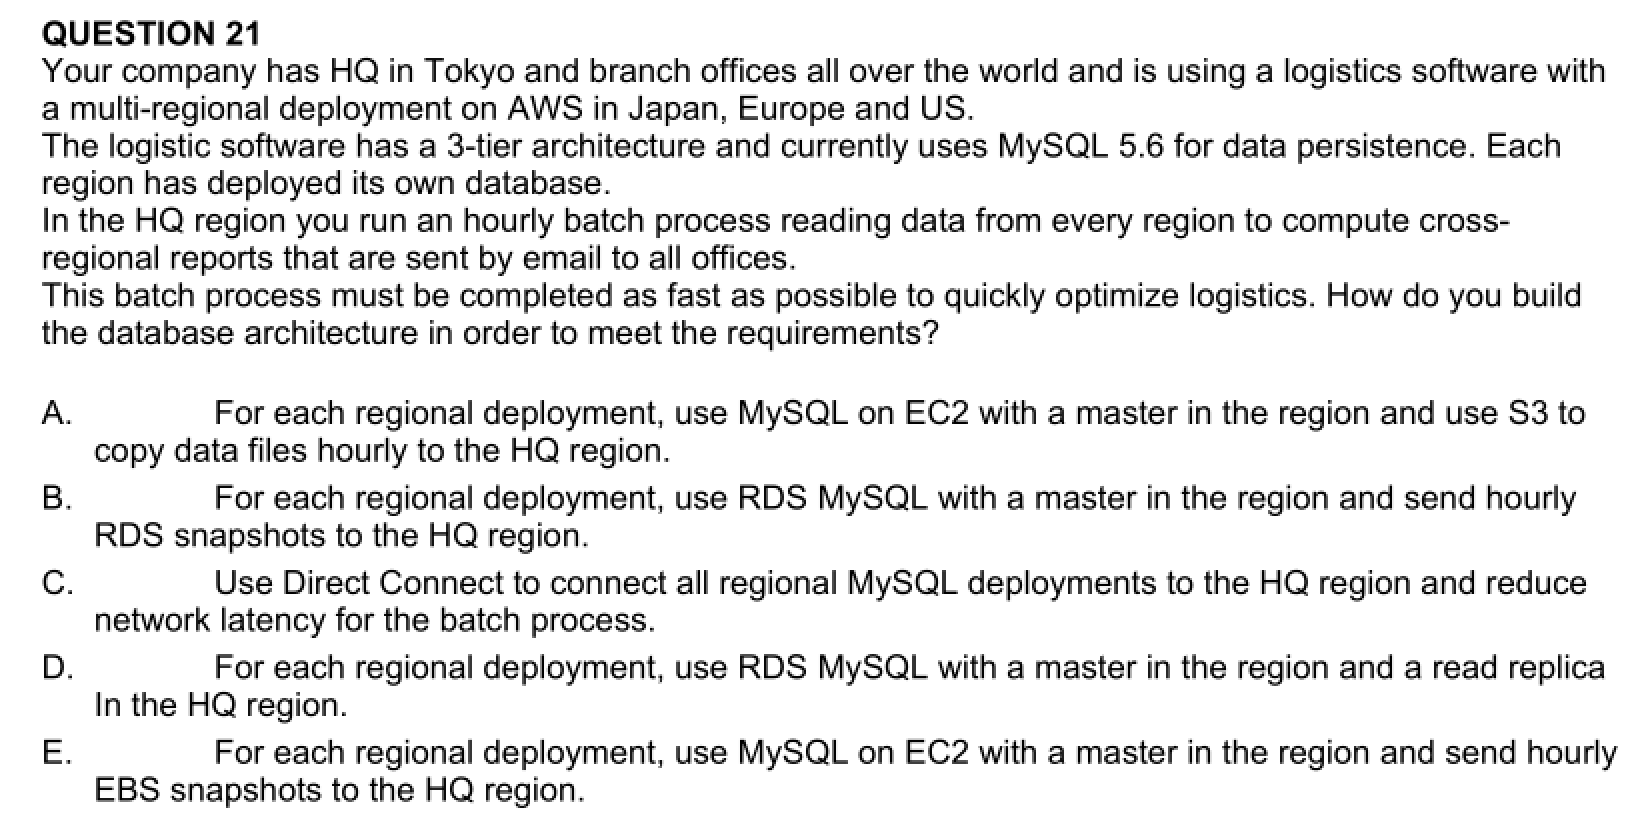 QUESTION 21
Your company has HQ in Tokyo and branch offices all over the world and is using a logistics software with
a multi-regional deployment on AWS in Japan, Europe and US.
The logistic software has a 3-tier architecture and currently uses MySQL 5.6 for data persistence. Each
region has deployed its own database.
In the HQ region you run an hourly batch process reading data from every region to compute cross-
regional reports that are sent by email to all offices.
This batch process must be completed as fast as possible to quickly optimize logistics. How do you build
the database architecture in order to meet the requirements?
A. For each regional deployment, use MySQL on EC2 with a master in the region and use S3 to
copy data files hourly to the HQ region.
B. For each regional deployment, use RDS MySQL with a master in the region and send hourly
RDS snapshots to the HQ region.
C. Use Direct Connect to connect all regional MySQL deployments to the HQ region and reduce
network latency for the batch process.
D. For each regional deployment, use RDS MySQL with a master in the region and a read replica
In the HQ region.
E. For each regional deployment, use MySQL on EC2 with a master in the region and send hourly
EBS snapshots to the HQ region.